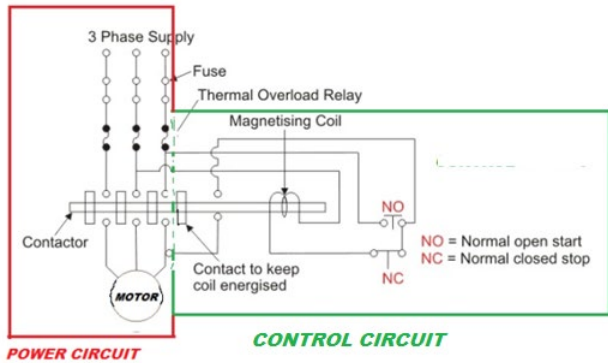 3 Phase Supply
Fuse
Thermal Overload Relay
Magnetising Coil
NO
Contactor
NO = Normal open start
NC = Normal closed stop
Contact to keep
coil energised
NC
MOTOR
CONTROL CIRCUIT
POWER CIRCUIT